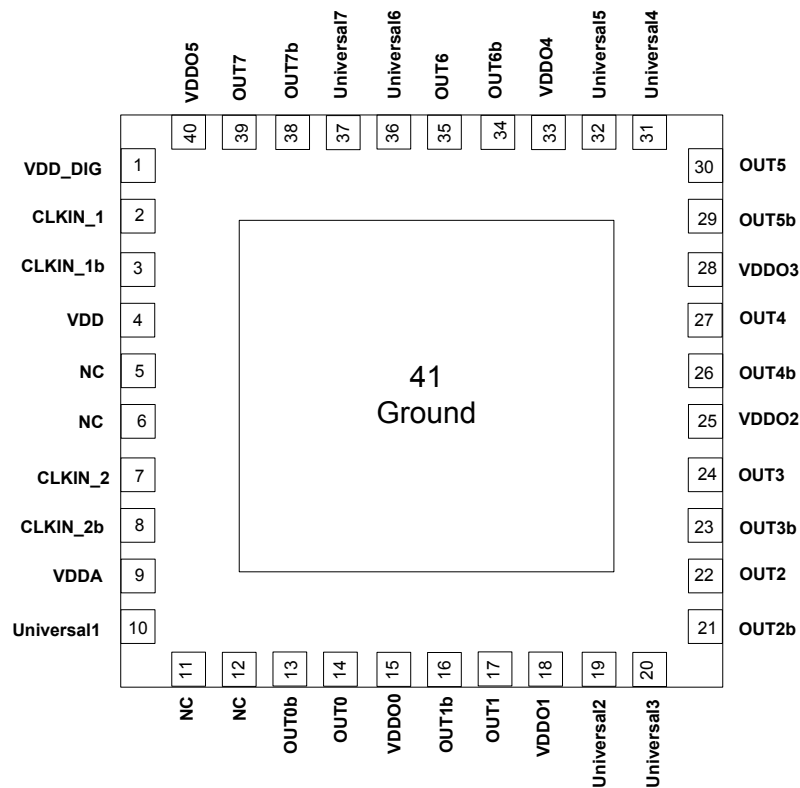 VDDO5
OUT7
OUT7b
Universal7
Universal6
OUT6
OUT6b
VDDO4
Universal5
Universal4
40
39
38
37
36
35
34
33
32
31
VDD_DIG 1
CLKIN_1 2
CLKIN_1b 3
VDD 4
NC 5
NC 6
CLKIN_2 7
CLKIN_2b 8
VDDA 9
Universal1 10
41
Ground
30 OUT5
29 OUT5b
28 VDDO3
27 OUT4
26 OUT4b
25 VDDO2
24 OUT3
23 OUT3b
22 OUT2
21 OUT2b
11
12
13
14
15
16
17
18
19
20
NC
NC
OUT0b
OUT0
VDDO0
OUT1b
OUT1
VDDO1
Universal2
Universal3